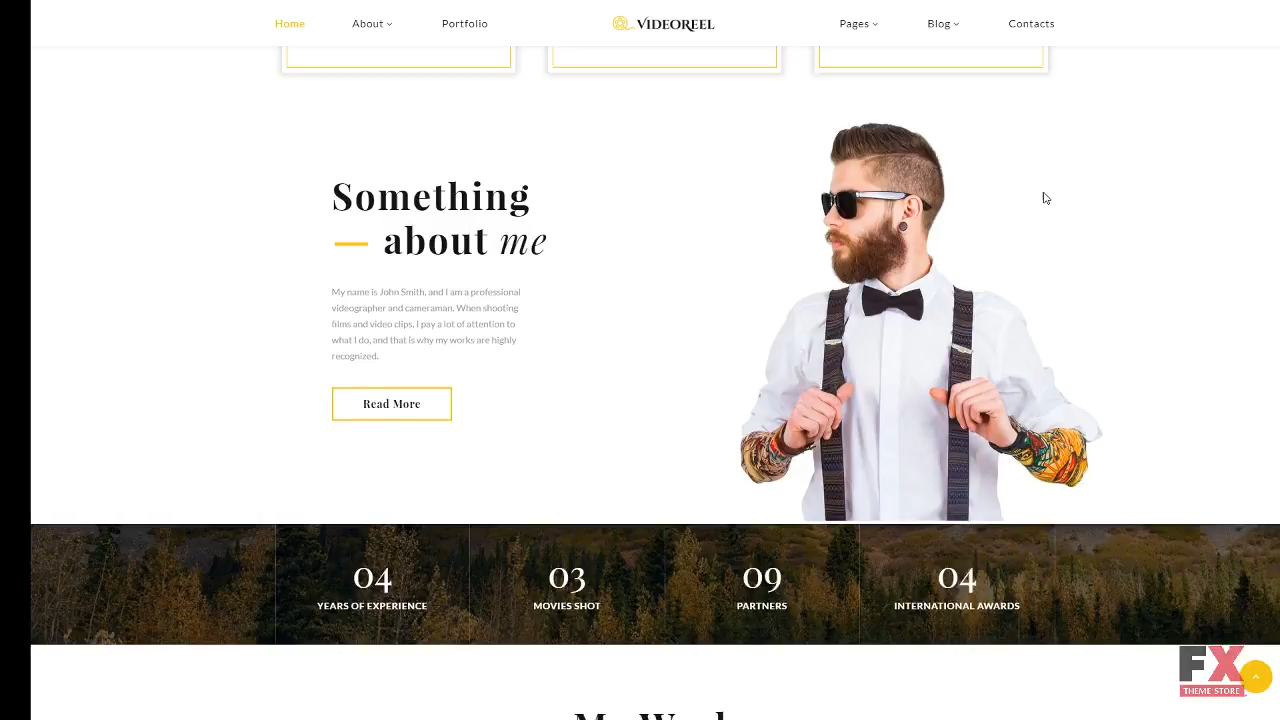 Home
About
Portfolio
VIDEOREEL
Pages
Blog
Contacts
Something
about me
My name is John Smith, and I am a professional
videographer and cameraman. When shooting
films and video clips, I pay a lot of attention to
what I do, and that is why my works are highly
recognized.
Read More
04
03
09
04
YEARS OF EXPERIENCE
MOVIES SHOT
PARTNERS
INTERNATIONAL AWARDS
FX
THEME STORE